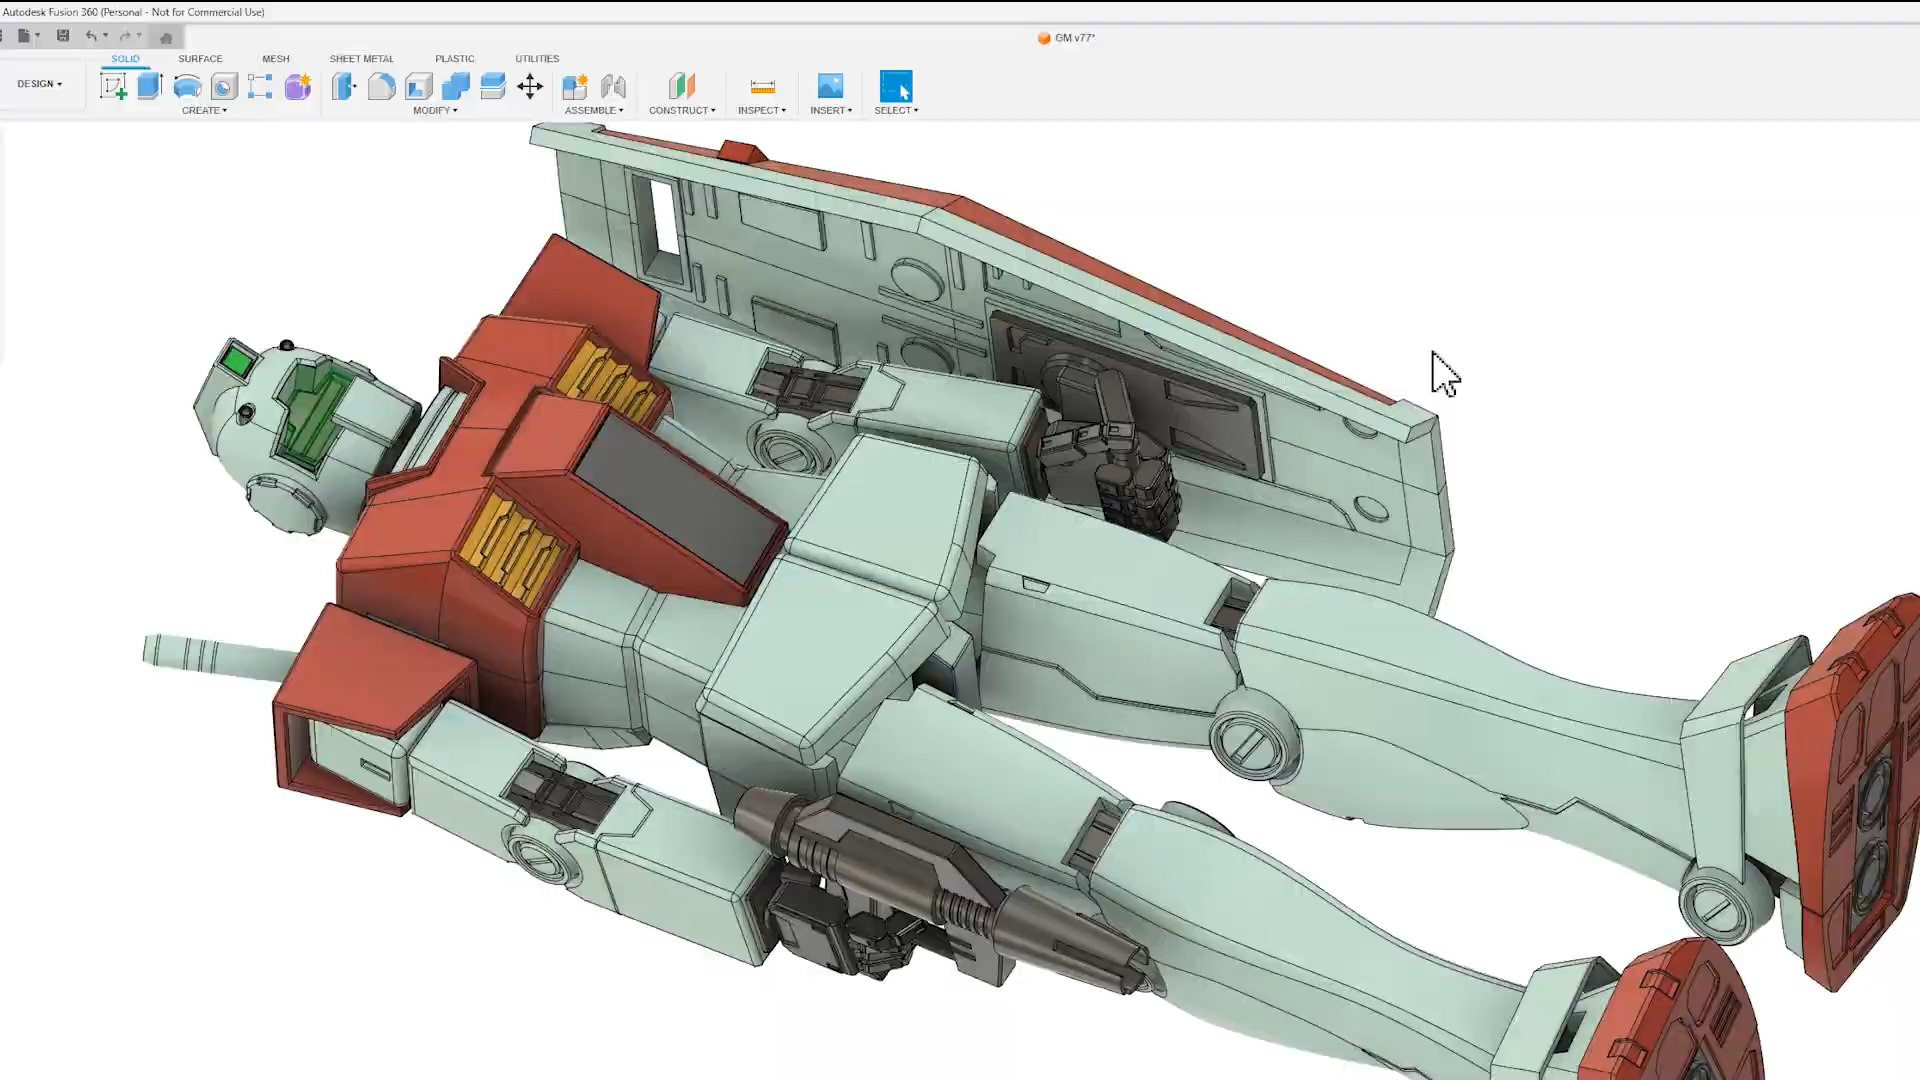 Autodesk Fusion 360 (Personal - Not for Commercial Use)
GM v77*
SOLID SURFACE MESH SHEET METAL PLASTIC UTILITIES
DESIGN
CREATE MODIFY ASSEMBLE CONSTRUCT INSPECT INSERT SELECT